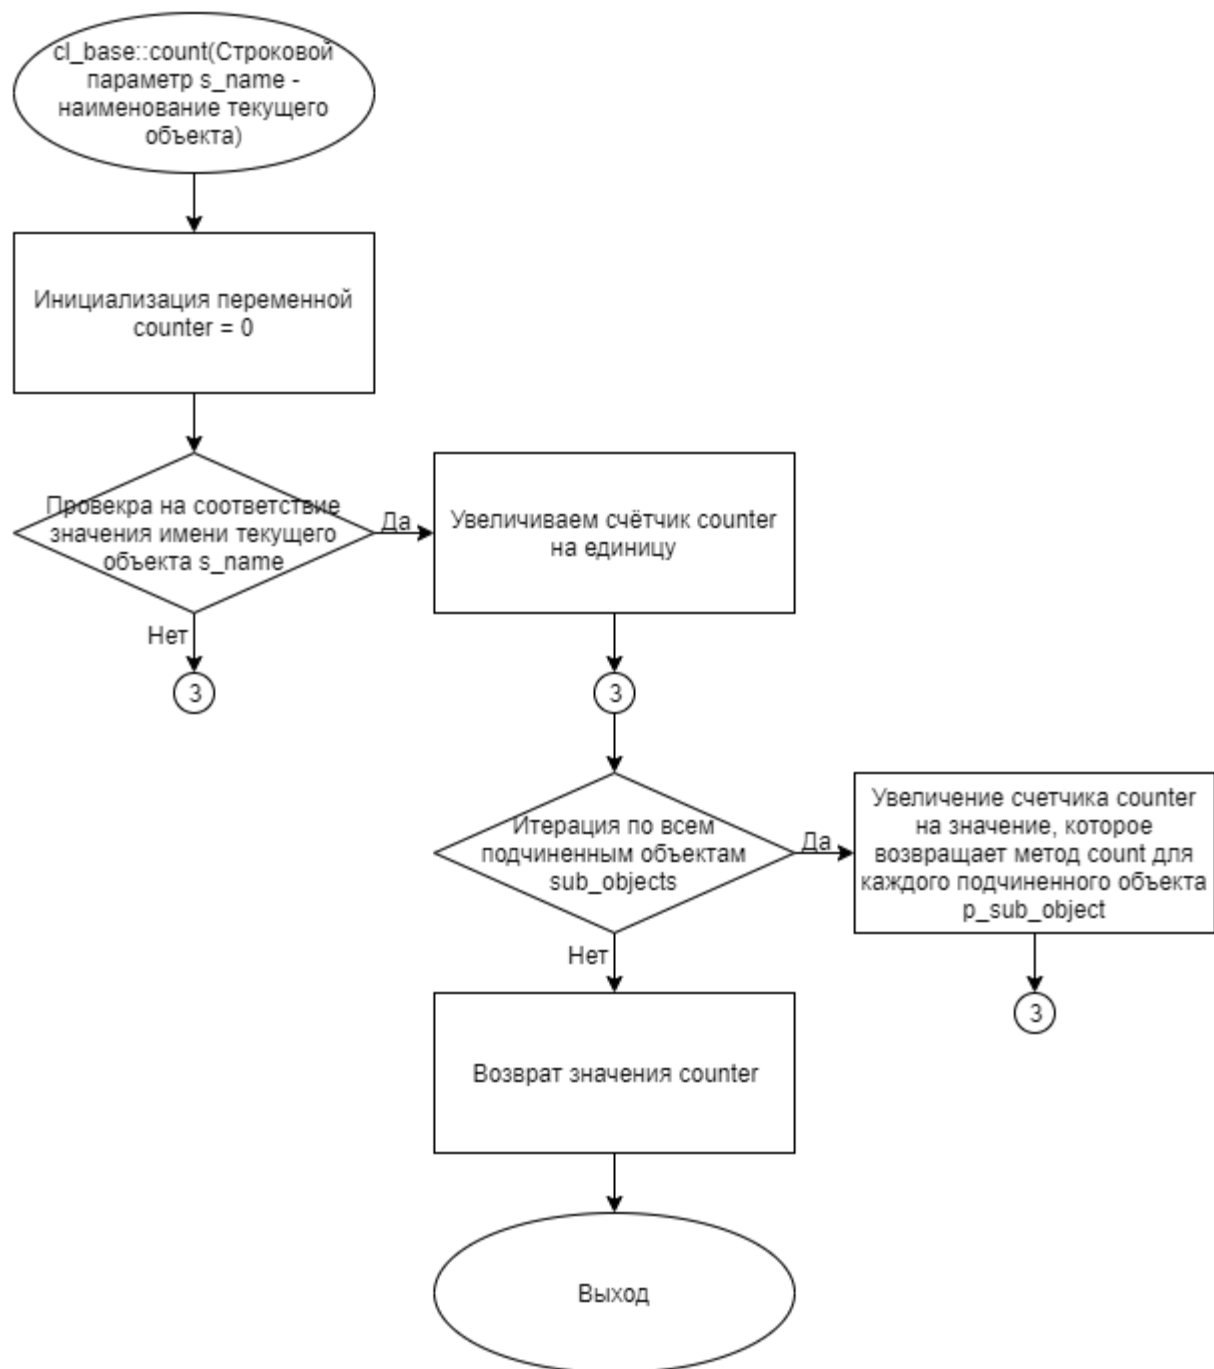 cl_base::count(Строковой
параметр s_name -
наименование текущего
объекта)
Инициализация переменной
counter = 0
Провекра на соответствие
значения имени текущего
объекта s_name
Да
Увеличиваем счётчик counter
на единицу
Нет
3
3
Итерация по всем
подчиненным объектам
sub_objects
Да
Увеличение счетчика counter
на значение, которое
возвращает метод count для
каждого подчиненного объекта
p_sub_object
Нет
3
Возврат значения counter
Выход